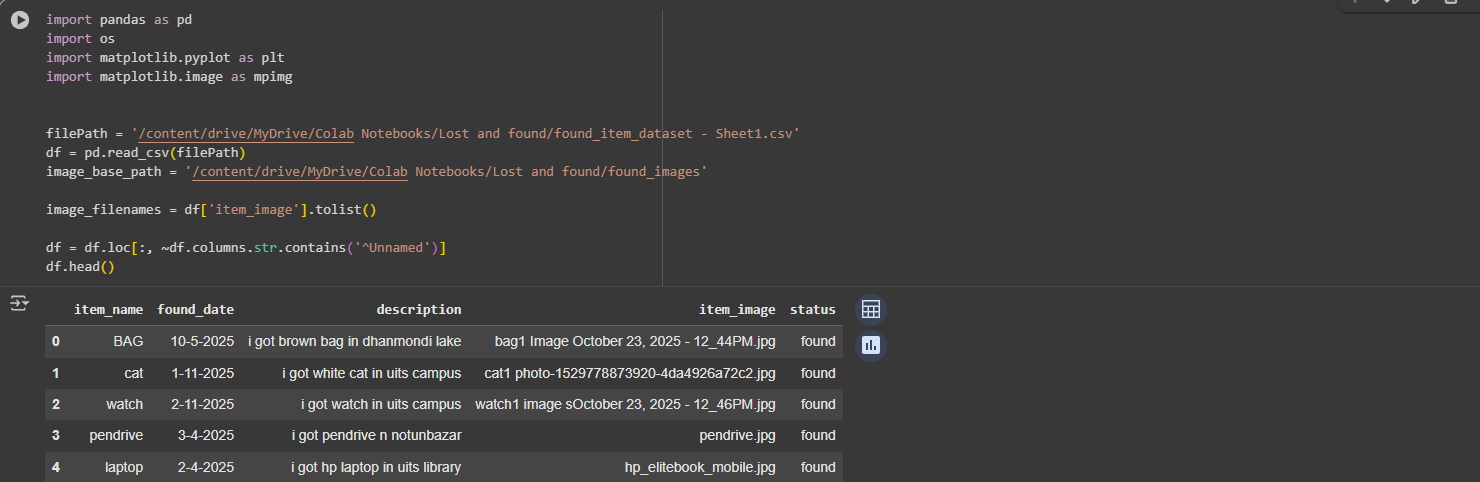 import pandas as pd
import os
import matplotlib.pyplot as plt
import matplotlib.image as mpimg
filePath = '/content/drive/MyDrive/Colab Notebooks/Lost and found/found_item_dataset - Sheet1.csv'
df = pd.read_csv(filePath)
image_base_path = '/content/drive/MyDrive/Colab Notebooks/Lost and found/found_images'
image_filenames = df['item_image'].tolist()
df = df.loc[:, ~df.columns.str.contains('^Unnamed')]
df.head()
item_name found_date description item_image status
0 BAG 10-5-2025 i got brown bag in dhanmondi lake bag1 Image October 23, 2025 - 12_44PM.jpg found
1 cat 1-11-2025 i got white cat in uits campus cat1 photo-1529778873920-4da4926a72c2.jpg found
2 watch 2-11-2025 i got watch in uits campus watch1 image sOctober 23, 2025 - 12_46PM.jpg found
3 pendrive 3-4-2025 i got pendrive n notunbazar pendrive.jpg found
4 laptop 2-4-2025 i got hp laptop in uits library hp_elitebook_mobile.jpg found